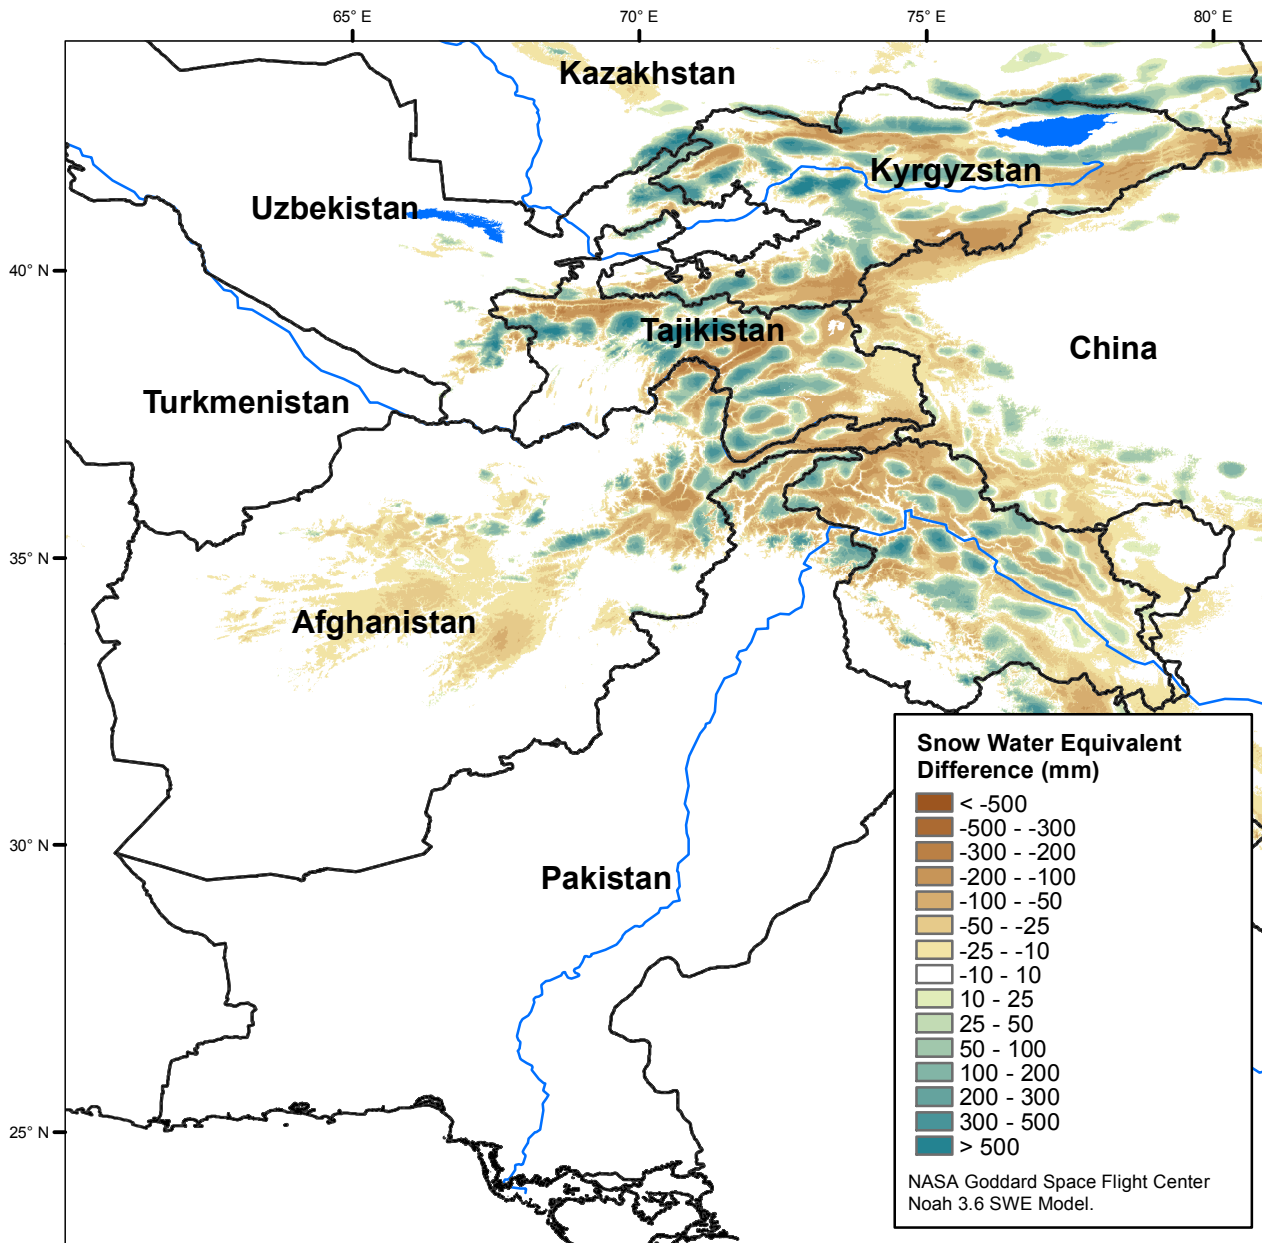 65° E
70° E
75° E
80° E
Kazakhstan
Kyrgyzstan
Uzbekistan
40° N
Tajikistan
China
Turkmenistan
35° N
Afghanistan
Snow Water Equivalent
Difference (mm)
< -500
-500 - -300
-300 - -200
-200 - -100
-100 - -50
-50 - -25
-25 - -10
-10 - 10
10 - 25
25 - 50
50 - 100
100 - 200
200 - 300
300 - 500
> 500
30° N
Pakistan
25° N
NASA Goddard Space Flight Center
Noah 3.6 SWE Model.